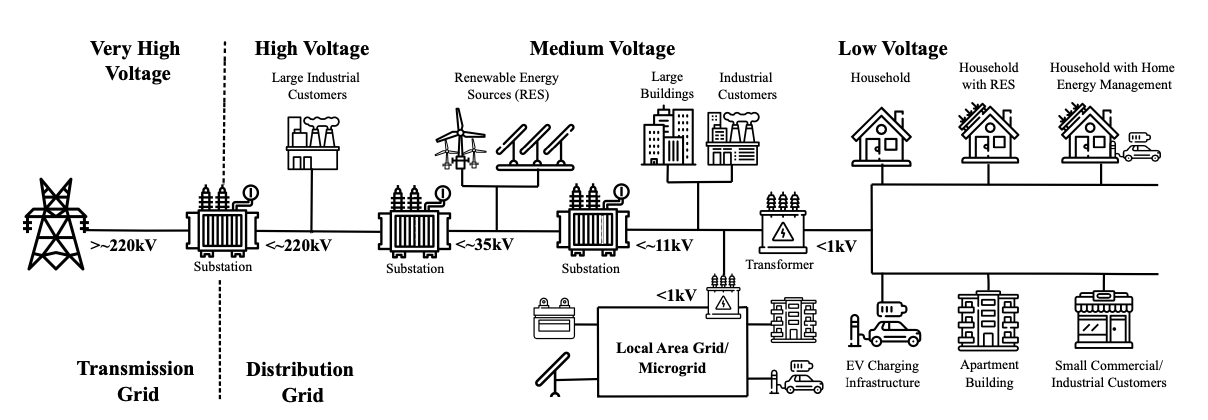 Very High
Voltage
High Voltage
Medium Voltage
Low Voltage
Large Industrial
Customers
Renewable Energy
Sources (RES)
Large
Buildings
Industrial
Customers
Household
Household
with RES
Household with Home
Energy Management
>~220kV
<~220kV
<~35kV
<~11kV
<1kV
Substation
Substation
Substation
Transformer
<1kV
Local Area Grid/
Microgrid
EV Charging
Infrastructure
Apartment
Building
Small Commercial/
Industrial Customers
Transmission
Grid
Distribution
Grid